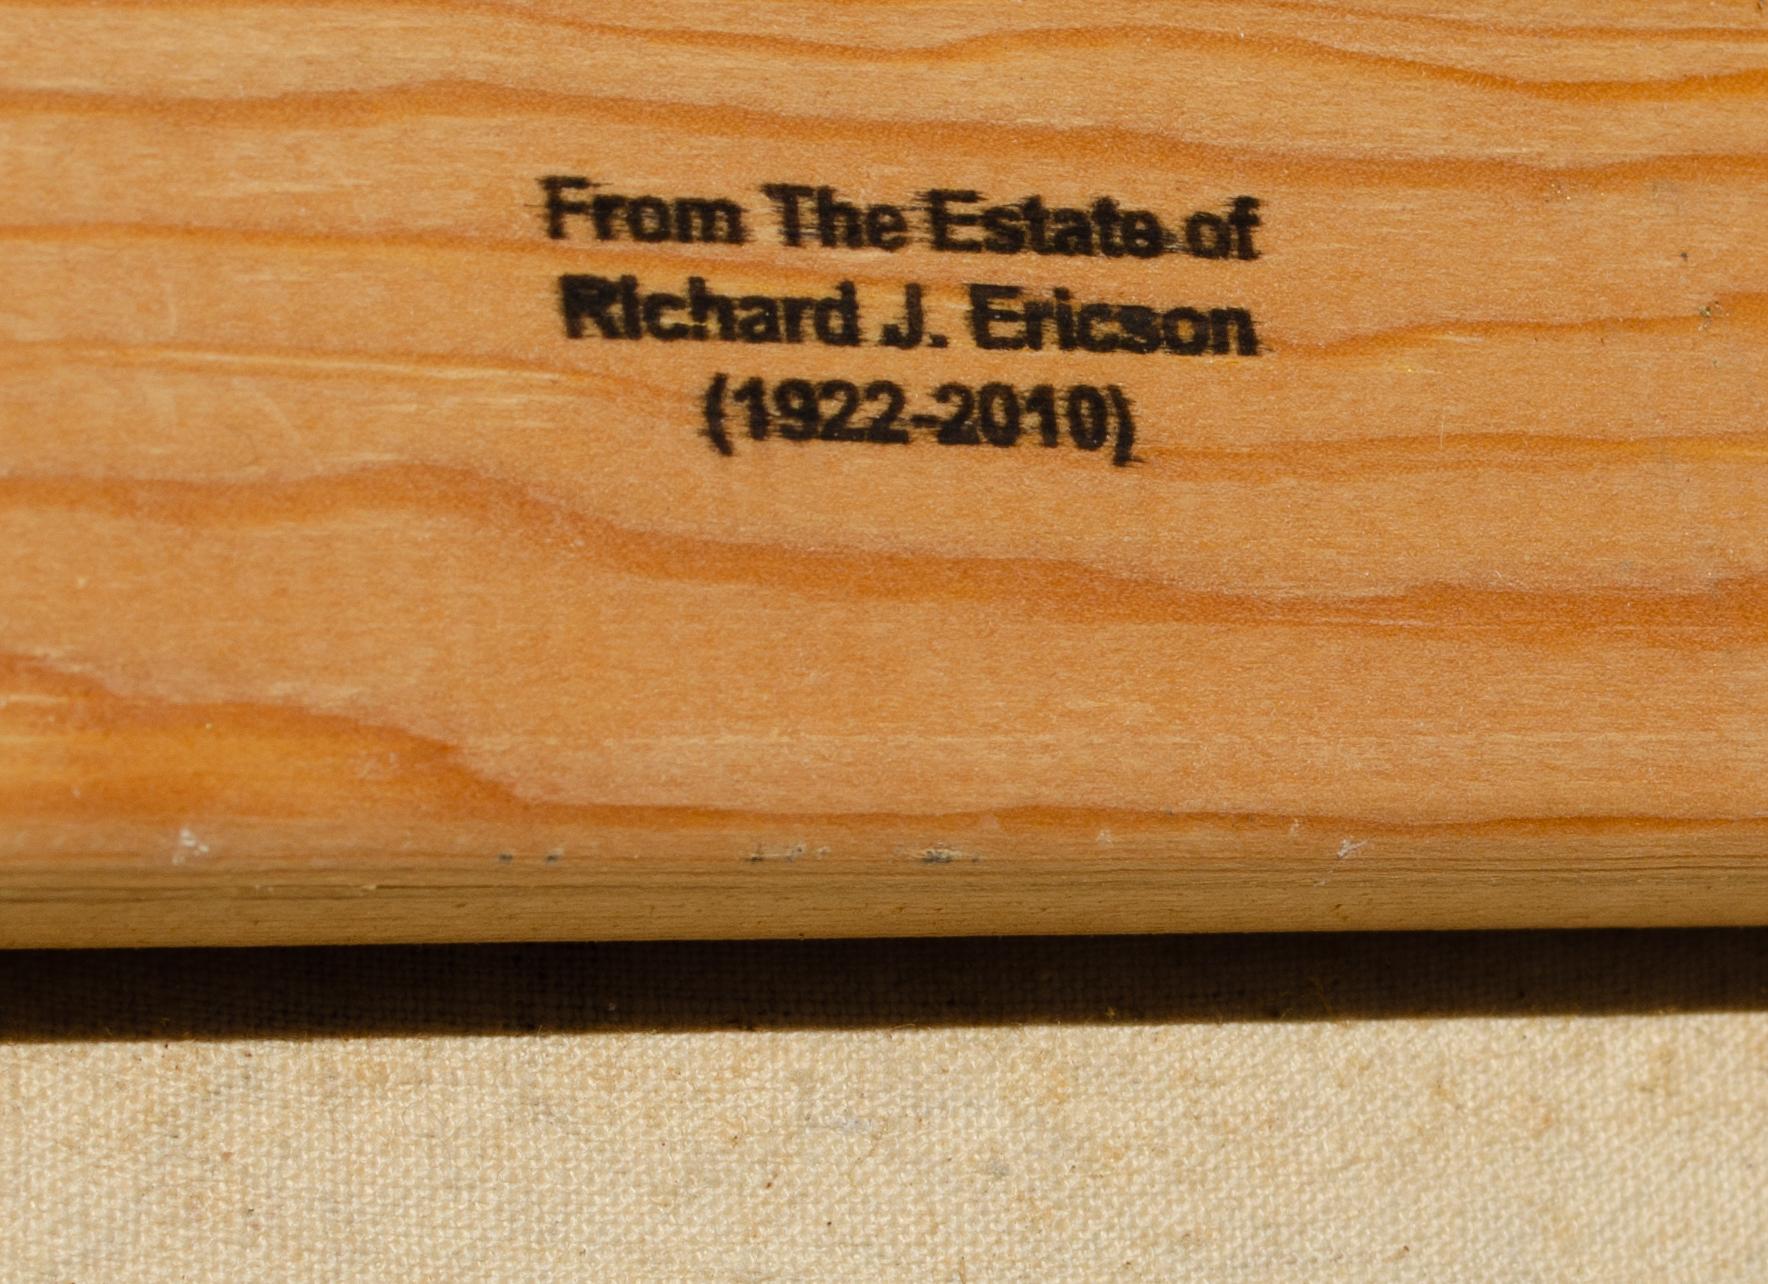 From The Estate of
Richard J. Ericson
(1922-2010)